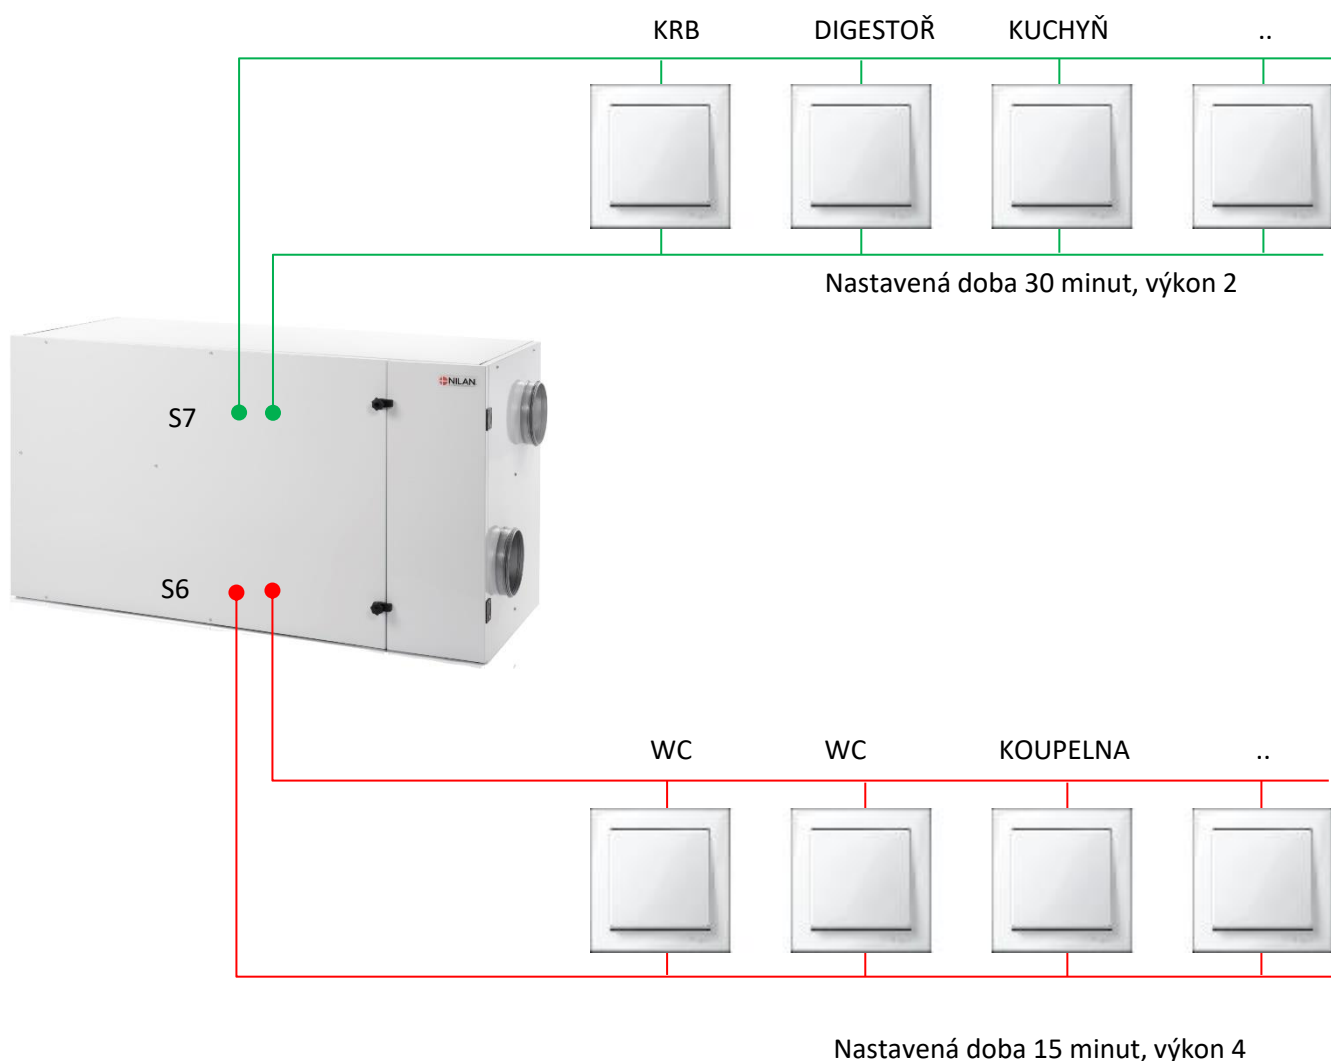 KRB DIGESTOŘ KUCHYŇ ..
Nastavená doba 30 minut, výkon 2
NILAN
S7
S6
WC WC KOUPELNA ..
Nastavená doba 15 minut, výkon 4